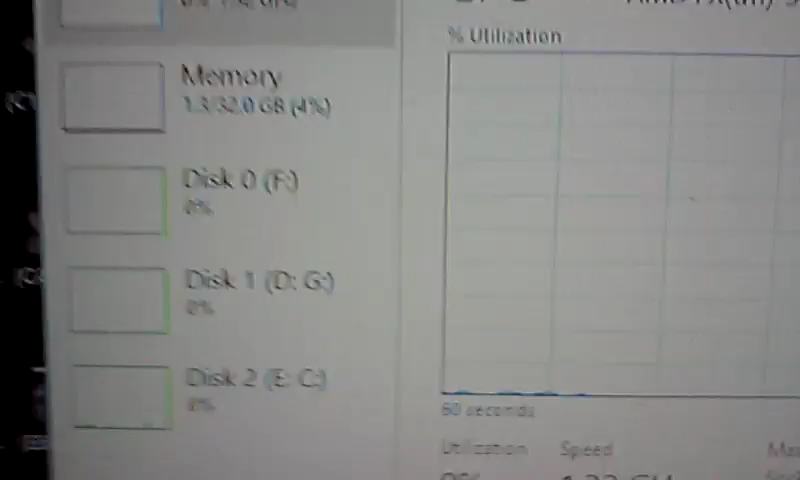 % Utilization
Memory
1.3/32.0 GB (4%)
Disk 0 (F:)
0%
Disk 1 (D: G:)
0%
Disk 2 (E: C:)
0%
60 seconds
Utilization Speed